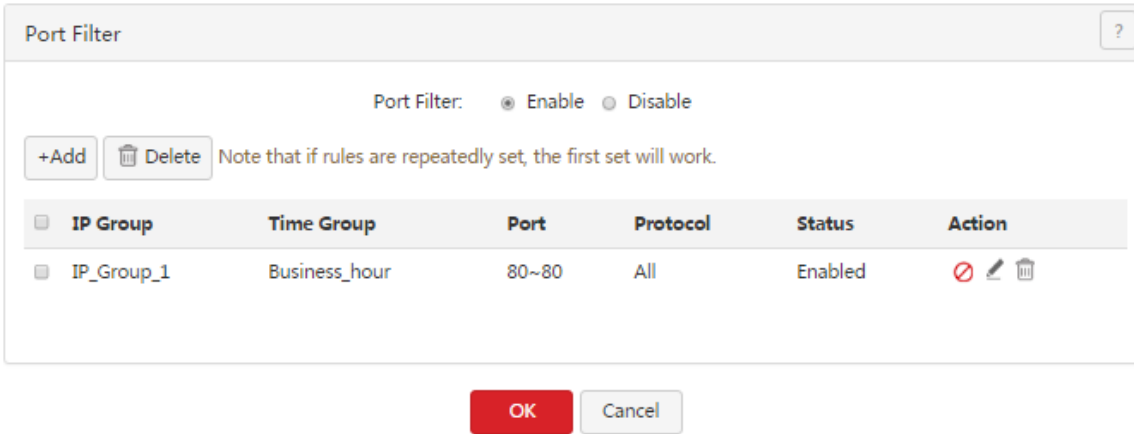 Port Filter
?
Port Filter: Enable Disable
+Add Delete Note that if rules are repeatedly set, the first set will work.
IP Group Time Group Port Protocol Status Action
IP_Group_1 Business_hour 80~80 All Enabled
OK Cancel